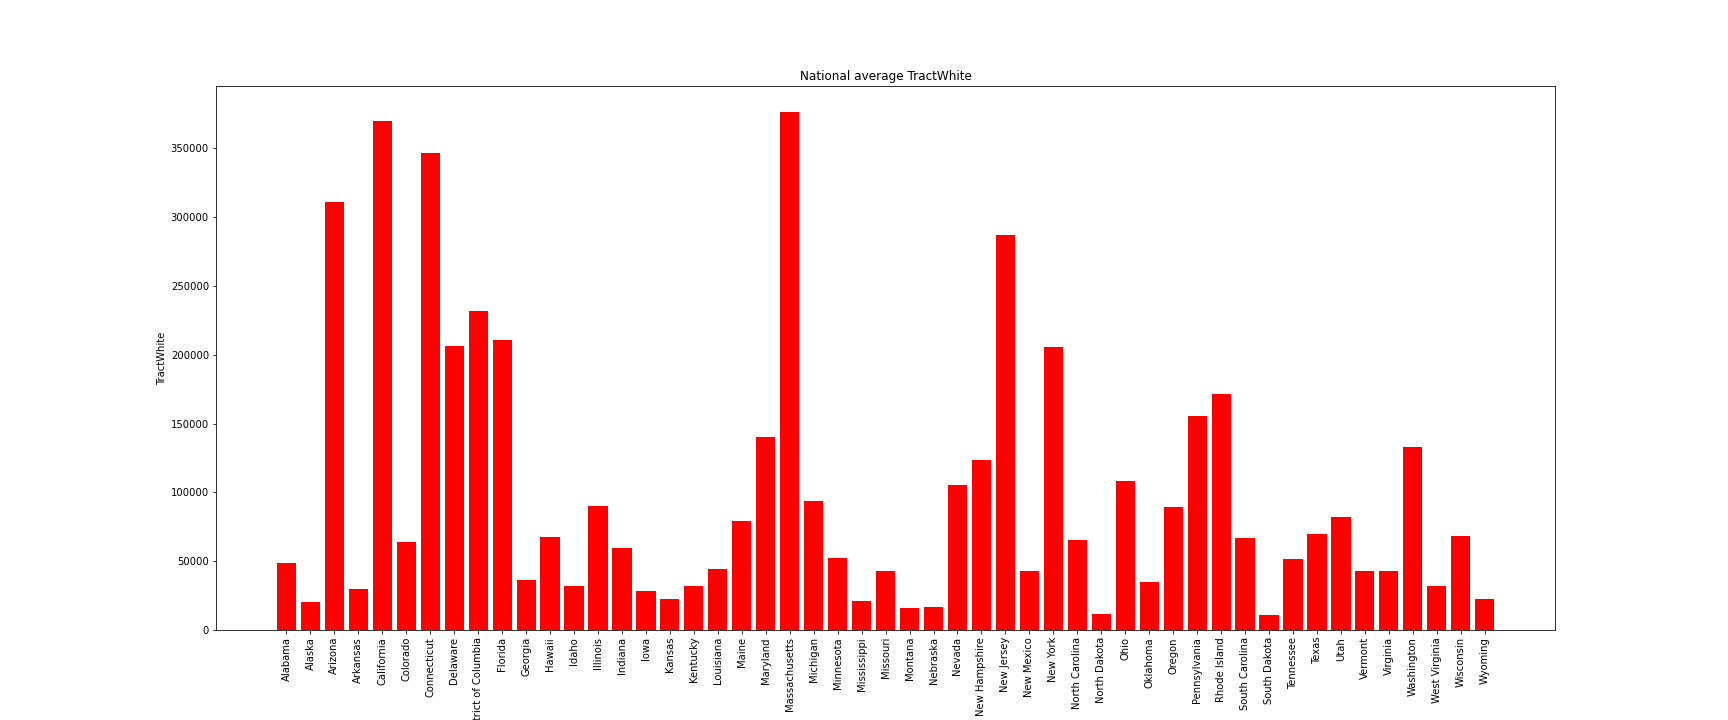 National average TractWhite
TractWhite
350000
300000
250000
200000
150000
100000
50000
0
Alabama
Alaska
Arizona
Arkansas
California
Colorado
Connecticut
Delaware
trict of Columbia
Florida
Georgia
Hawaii
Idaho
Illinois
Indiana
Iowa
Kansas
Kentucky
Louisiana
Maine
Maryland
Massachusetts
Michigan
Minnesota
Mississippi
Missouri
Montana
Nebraska
Nevada
New Hampshire
New Jersey
New Mexico
New York
North Carolina
North Dakota
Ohio
Oklahoma
Oregon
Pennsylvania
Rhode Island
South Carolina
South Dakota
Tennessee
Texas
Utah
Vermont
Virginia
Washington
West Virginia
Wisconsin
Wyoming